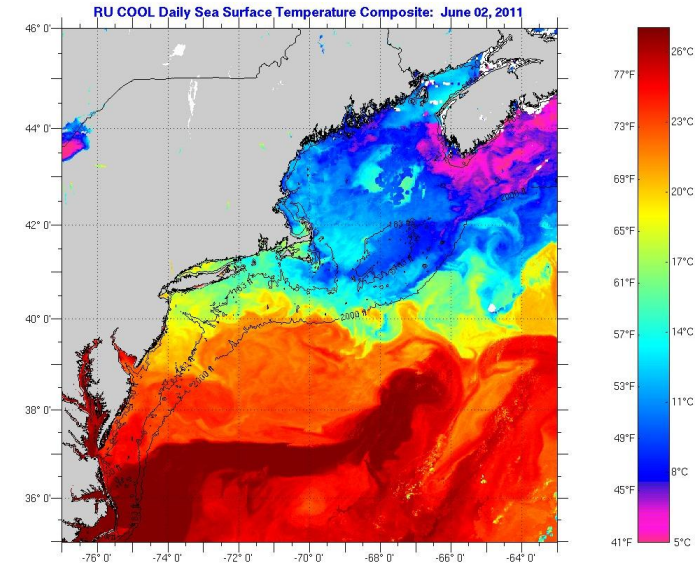 RU COOL Daily Sea Surface Temperature Composite: June 02, 2011
46° 0'
44° 0'
42° 0'
40° 0'
38° 0'
36° 0'
2000 ft
-76° 0'
-74° 0'
-72° 0'
-70° 0'
-68° 0'
-66° 0'
-64° 0'
77°F
73°F
69°F
65°F
61°F
57°F
53°F
49°F
45°F
41°F
26°C
23°C
20°C
17°C
14°C
11°C
8°C
5°C